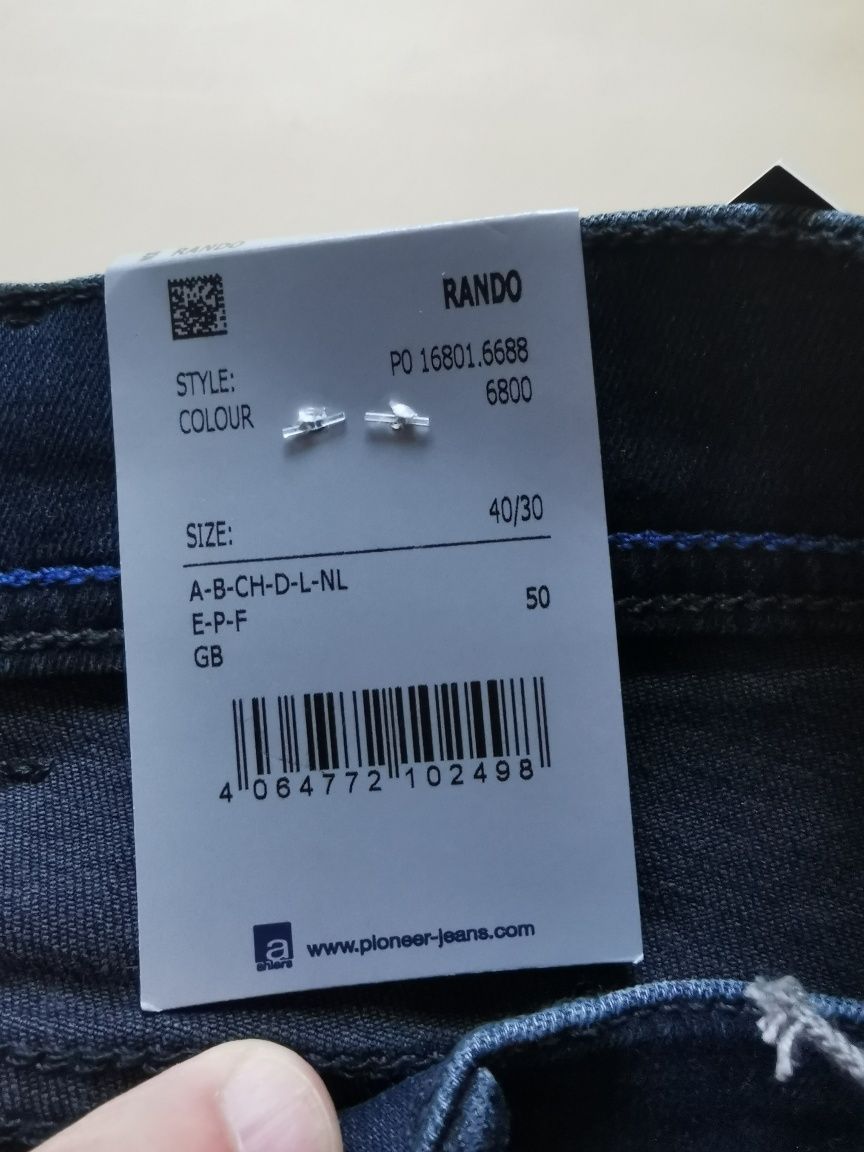 RANDO
RANDO
STYLE: P0 16801.6688
COLOUR 6800
SIZE: 40/30
A-B-CH-D-L-NL
E-P-F 50
GB
4 064772 102498
a
ahlers
www.pioneer-jeans.com